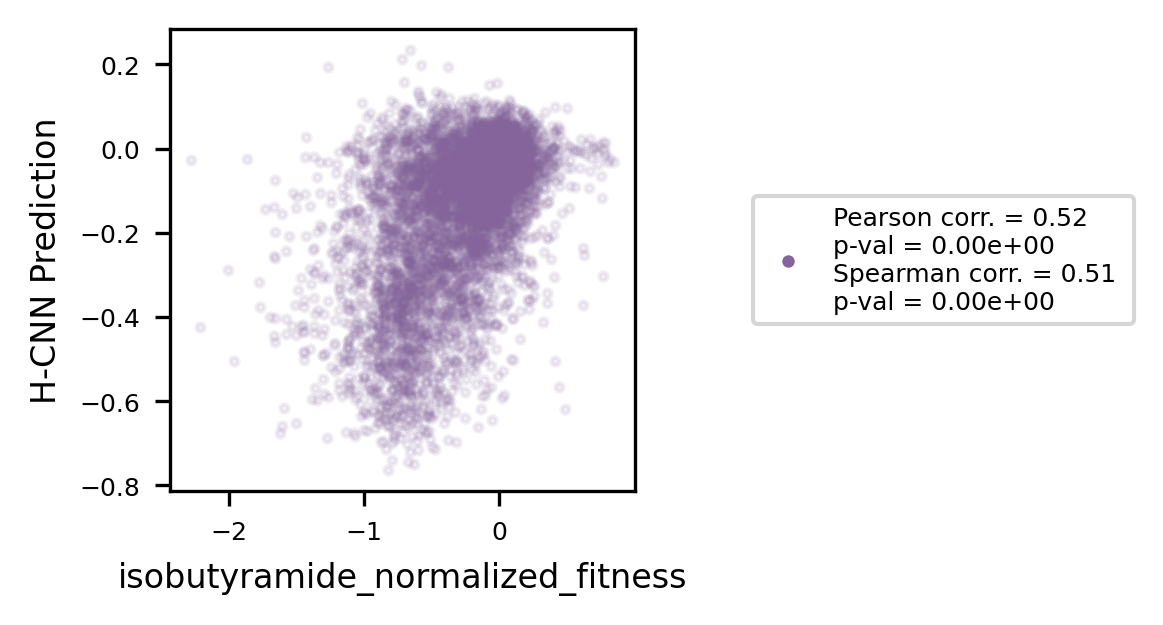 0.2
0.0
−0.2
−0.4
−0.6
−0.8
H-CNN Prediction
−2
−1
0
isobutyramide_normalized_fitness
Pearson corr. = 0.52
p-val = 0.00e+00
Spearman corr. = 0.51
p-val = 0.00e+00